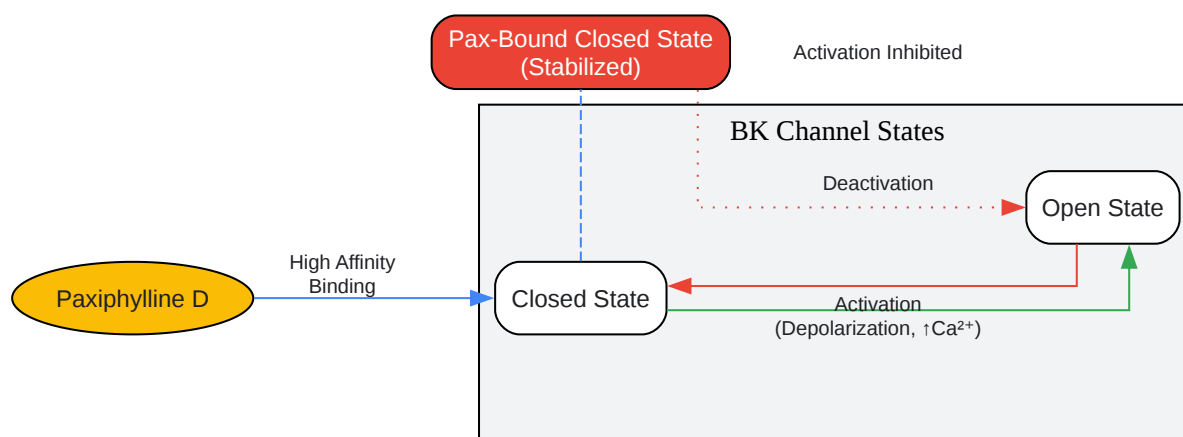 Pax-Bound Closed State
(Stabilized)
Activation Inhibited
BK Channel States
Deactivation
Open State
High Affinity
Binding
Paxiphylline D
Closed State
Activation
(Depolarization, ↑Ca²⁺)